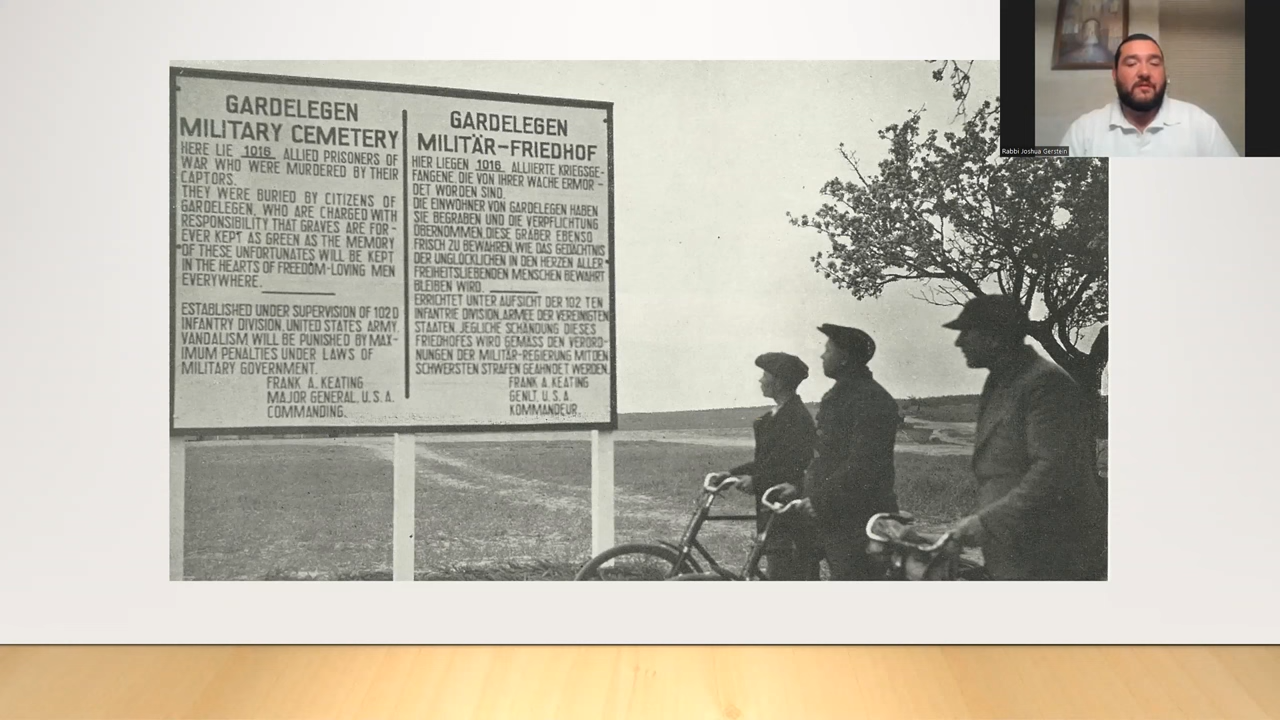 GARDELEGEN
MILITARY CEMETERY
HERE LIE 1016 ALLIED PRISONERS OF
WAR WHO WERE MURDERED BY THEIR
CAPTORS.
THEY WERE BURIED BY CITIZENS OF
GARDELEGEN, WHO ARE CHARGED WITH
RESPONSIBILITY THAT GRAVES ARE FOR-
EVER KEPT AS GREEN AS THE MEMORY
OF THESE UNFORTUNATES WILL BE KEPT
IN THE HEARTS OF FREEDOM-LOVING MEN
EVERYWHERE.
ESTABLISHED UNDER SUPERVISION OF 102D
INFANTRY DIVISION, UNITED STATES ARMY.
VANDALISM WILL BE PUNISHED BY MAX-
IMUM PENALTIES UNDER LAWS OF
MILITARY GOVERNMENT.
FRANK A. KEATING
MAJOR GENERAL, U.S.A.
COMMANDING.
GARDELEGEN
MILITÄR-FRIEDHOF
HIER LIEGEN 1016 ALLIIERTE KRIEGSGE-
FANGENE DIE VON IHRER WACHE ERMOR-
DET WORDEN SIND.
DIE EINWOHNER VON GARDELEGEN HABEN
SIE BEGRABEN UND DIE VERPFLICHTUNG
ÜBERNOMMEN, DIESE GRÄBER EBENSO
FRISCH ZU BEWAHREN, WIE DAS GEDÄCHTNIS
DER UNGLÜCKLICHEN IN DEN HERZEN ALLER
FREIHEITSLIEBENDEN MENSCHEN BEWAHRT
BLEIBEN WIRD.
ERRICHTET UNTER AUFSICHT DER 102 TEN
INFANTRIE DIVISION, ARMEE DER VEREINIGTEN
STAATEN. JEGLICHE SCHÄNDUNG DIESES
FRIEDHOFES WIRD GEMÄSS DEN VERORD-
NUNGEN DER MILITÄR-REGIERUNG MIT DEN
SCHWERSTEN STRAFEN GEAHNDET WERDEN.
FRANK A. KEATING
GENLT, U.S.A.
KOMMANDEUR.
Rabbi Joshua Gerstein